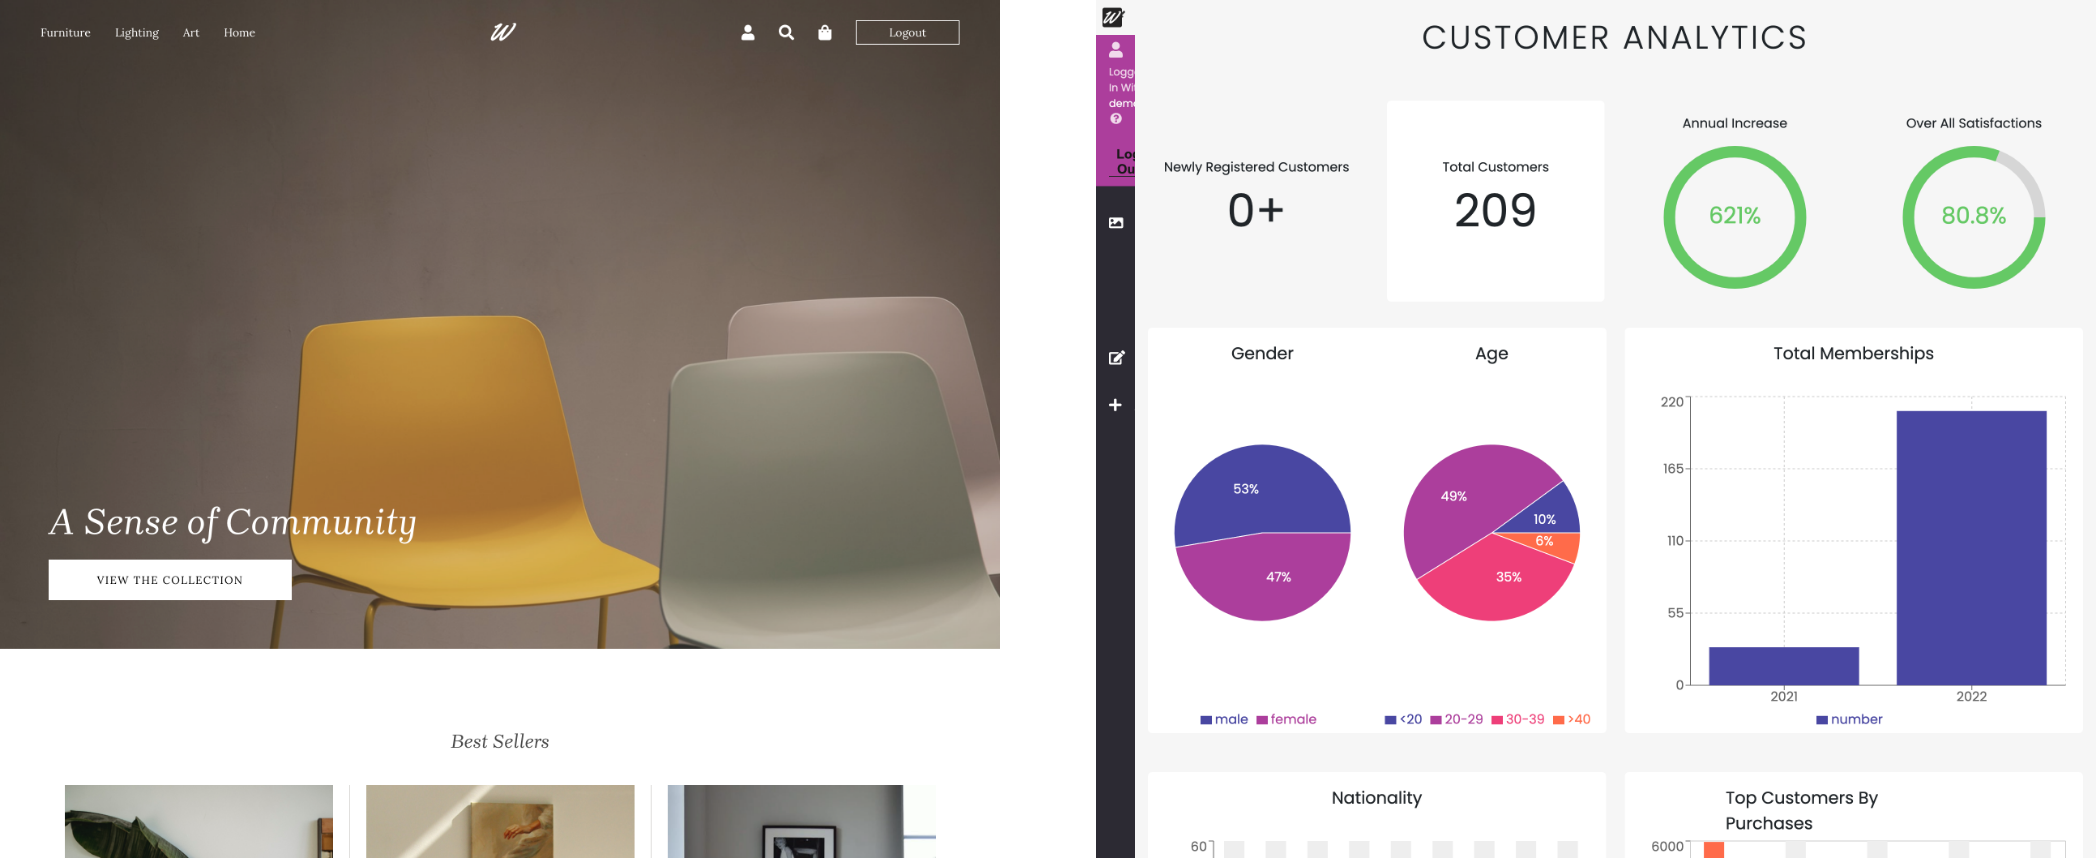 Furniture Lighting Art Home
W
Logout
A Sense of Community
VIEW THE COLLECTION
Best Sellers
W
Logg
In Wi
dem
Log
Ou
CUSTOMER ANALYTICS
Newly Registered Customers
0+
Total Customers
209
Annual Increase
621%
Over All Satisfactions
80.8%
Gender
53%
47%
male female
Age
49%
10%
6%
35%
<20 20-29 30-39 >40
Total Memberships
220
165
110
55
0
2021 2022
number
Nationality
60
Top Customers By
Purchases
6000